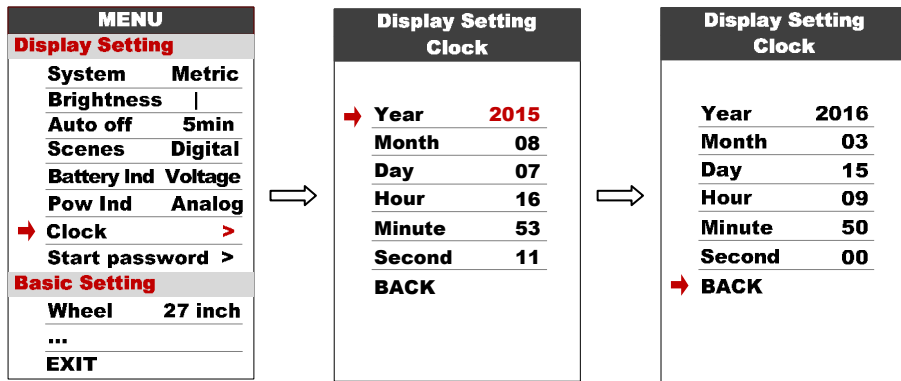 MENU
Display Setting
System Metric
Brightness |
Auto off 5min
Scenes Digital
Battery Ind Voltage
Pow Ind Analog
Clock >
Start password >
Basic Setting
Wheel 27 inch
...
EXIT
Display Setting
Clock
Year 2015
Month 08
Day 07
Hour 16
Minute 53
Second 11
BACK
Display Setting
Clock
Year 2016
Month 03
Day 15
Hour 09
Minute 50
Second 00
BACK